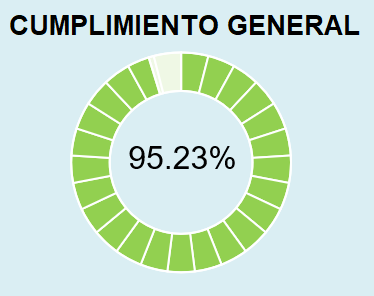 CUMPLIMIENTO GENERAL
95.23%